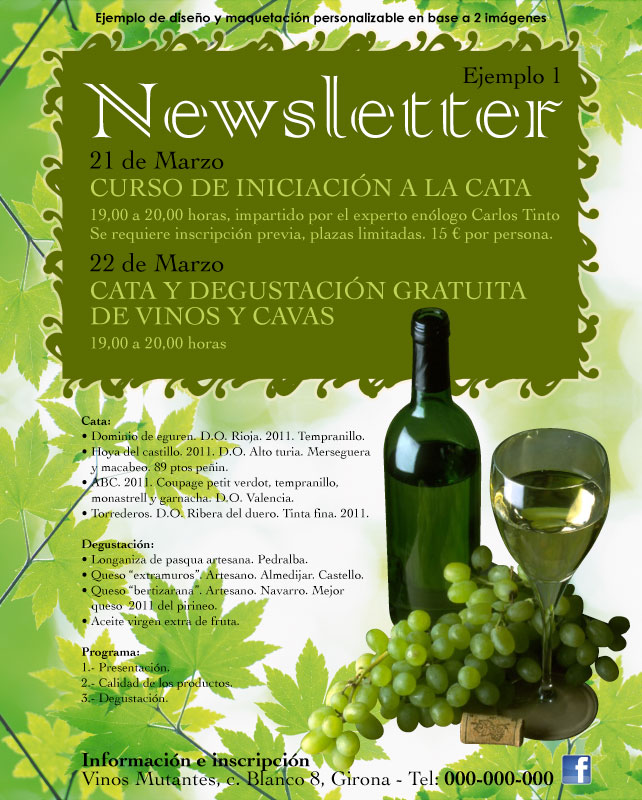 Ejemplo de diseño y maquetación personalizable en base a 2 imágenes
Ejemplo 1
Newsletter
21 de Marzo
CURSO DE INICIACIÓN A LA CATA
19,00 a 20,00 horas, impartido por el experto enólogo Carlos Tinto
Se requiere inscripción previa, plazas limitadas. 15 € por persona.
22 de Marzo
CATA Y DEGUSTACIÓN GRATUITA
DE VINOS Y CAVAS
19,00 a 20,00 horas
Cata:
• Dominio de eguren. D.O. Rioja. 2011. Tempranillo.
• Hoya del castillo. 2011. D.O. Alto turia. Merseguera
y macabeo. 89 ptos peñin.
• ABC. 2011. Coupage petit verdot, tempranillo,
monastrell y garnacha. D.O. Valencia.
• Torrederos. D.O. Ribera del duero. Tinta fina. 2011.
Degustación:
• Longaniza de pasqua artesana. Pedralba.
• Queso “extramuros”. Artesano. Almedijar. Castello.
• Queso “bertizarana”. Artesano. Navarro. Mejor
queso 2011 del pirineo.
• Aceite virgen extra de fruta.
Programa:
1.- Presentación.
2.- Calidad de los productos.
3.- Degustación.
Información e inscripción
Vinos Mutantes, c. Blanco 8, Girona - Tel: 000-000-000
f